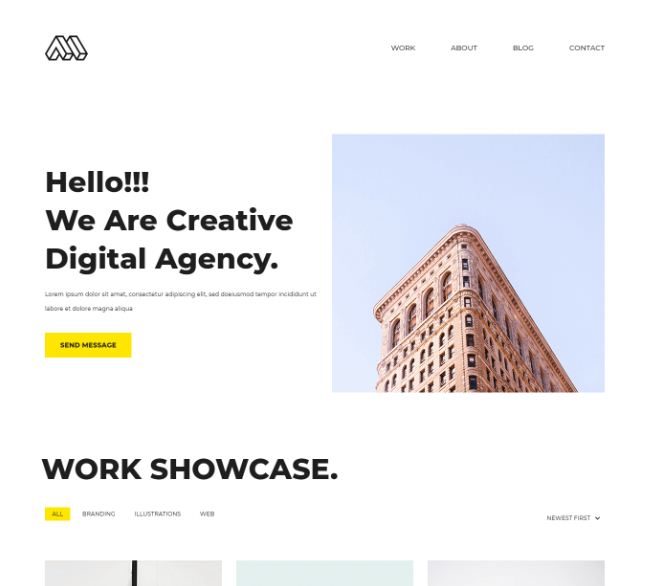 WORK ABOUT BLOG CONTACT
Hello!!!
We Are Creative
Digital Agency.
Lorem ipsum dolor sit amet, consectetur adipiscing elit, sed doeiusmod tempor incididunt ut
labore et dolore magna aliqua
SEND MESSAGE
WORK SHOWCASE.
ALL BRANDING ILLUSTRATIONS WEB
NEWEST FIRST